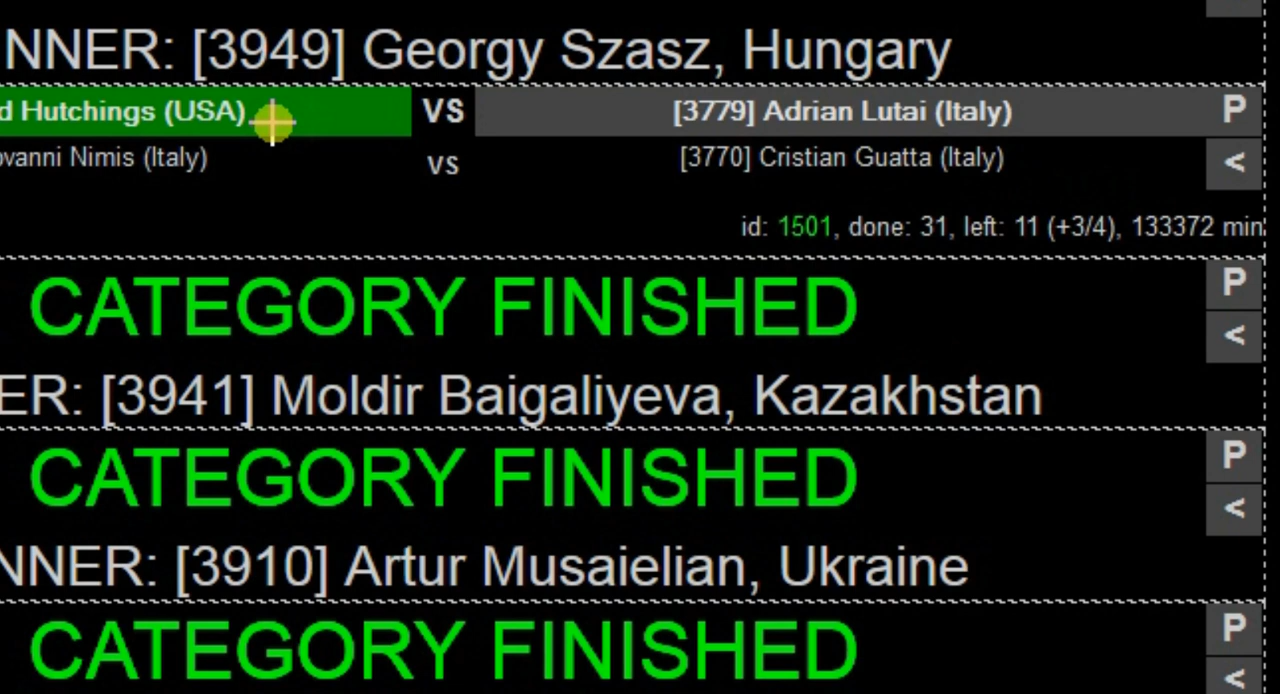 NNER: [3949] Georgy Szasz, Hungary
d Hutchings (USA) VS [3779] Adrian Lutai (Italy) P
ovanni Nimis (Italy) vs [3770] Cristian Guatta (Italy) <
id: 1501, done: 31, left: 11 (+3/4), 133372 min
CATEGORY FINISHED P
<
ER: [3941] Moldir Baigaliyeva, Kazakhstan
CATEGORY FINISHED P
<
NNER: [3910] Artur Musaielian, Ukraine
CATEGORY FINISHED P
<